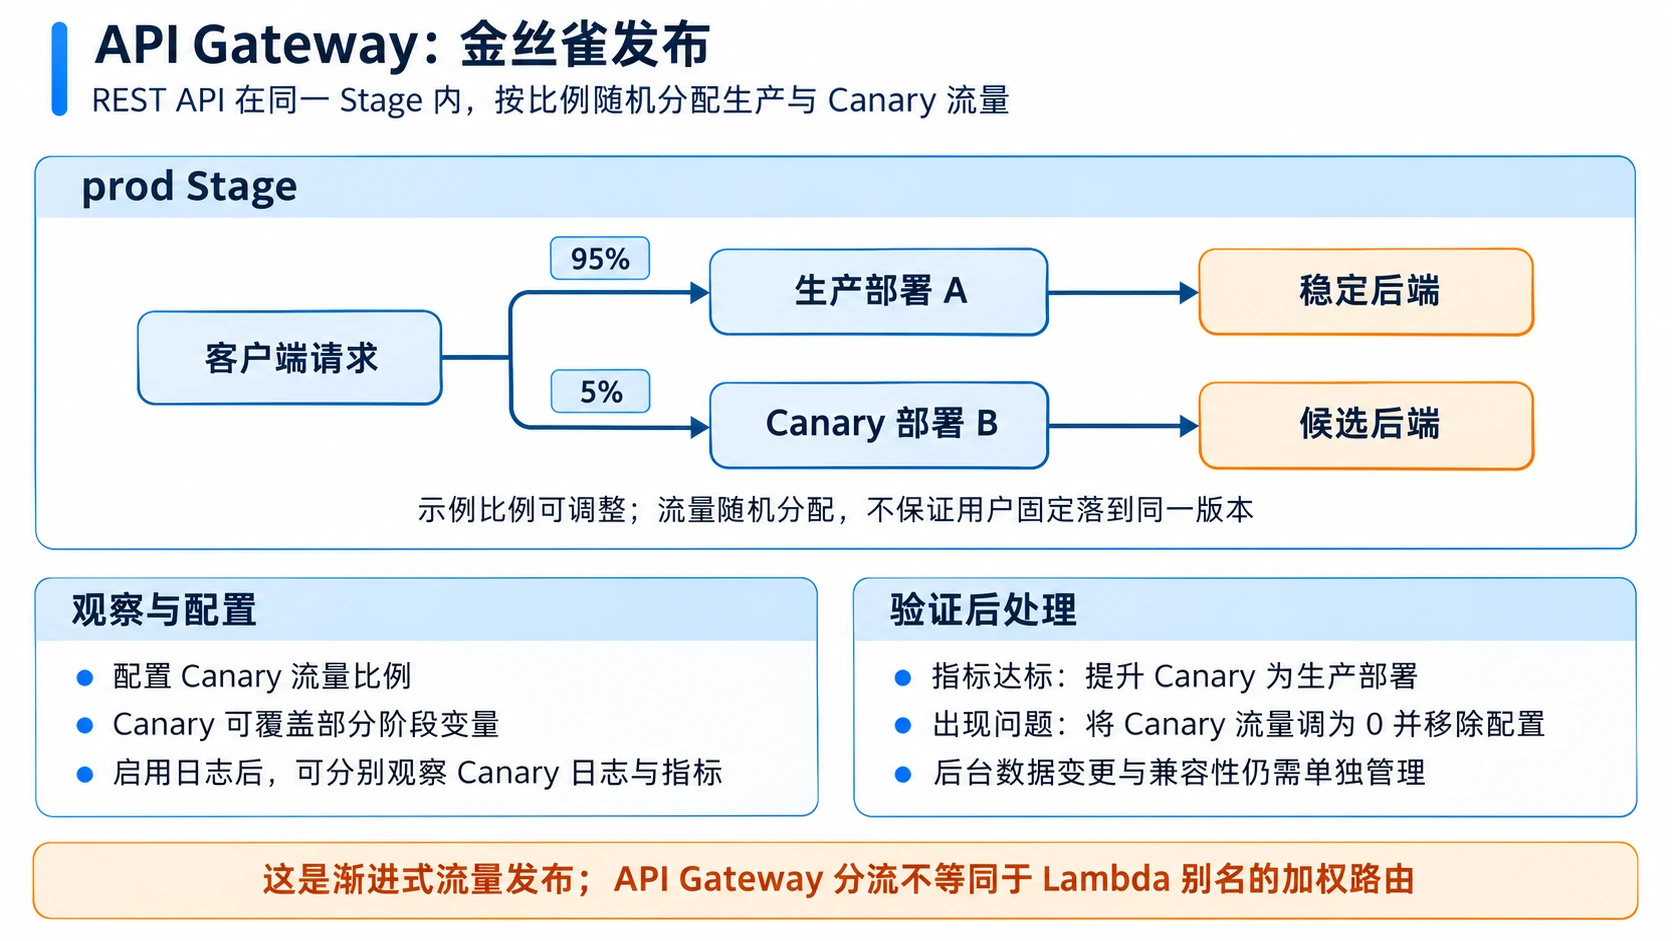 API Gateway：金丝雀发布
REST API 在同一 Stage 内，按比例随机分配生产与 Canary 流量
prod Stage
客户端请求
95%
生产部署 A
稳定后端
5%
Canary 部署 B
候选后端
示例比例可调整；流量随机分配，不保证用户固定落到同一版本
观察与配置
配置 Canary 流量比例
Canary 可覆盖部分阶段变量
启用日志后，可分别观察 Canary 日志与指标
验证后处理
指标达标：提升 Canary 为生产部署
出现问题：将 Canary 流量调为 0 并移除配置
后台数据变更与兼容性仍需单独管理
这是渐进式流量发布；API Gateway 分流不等同于 Lambda 别名的加权路由